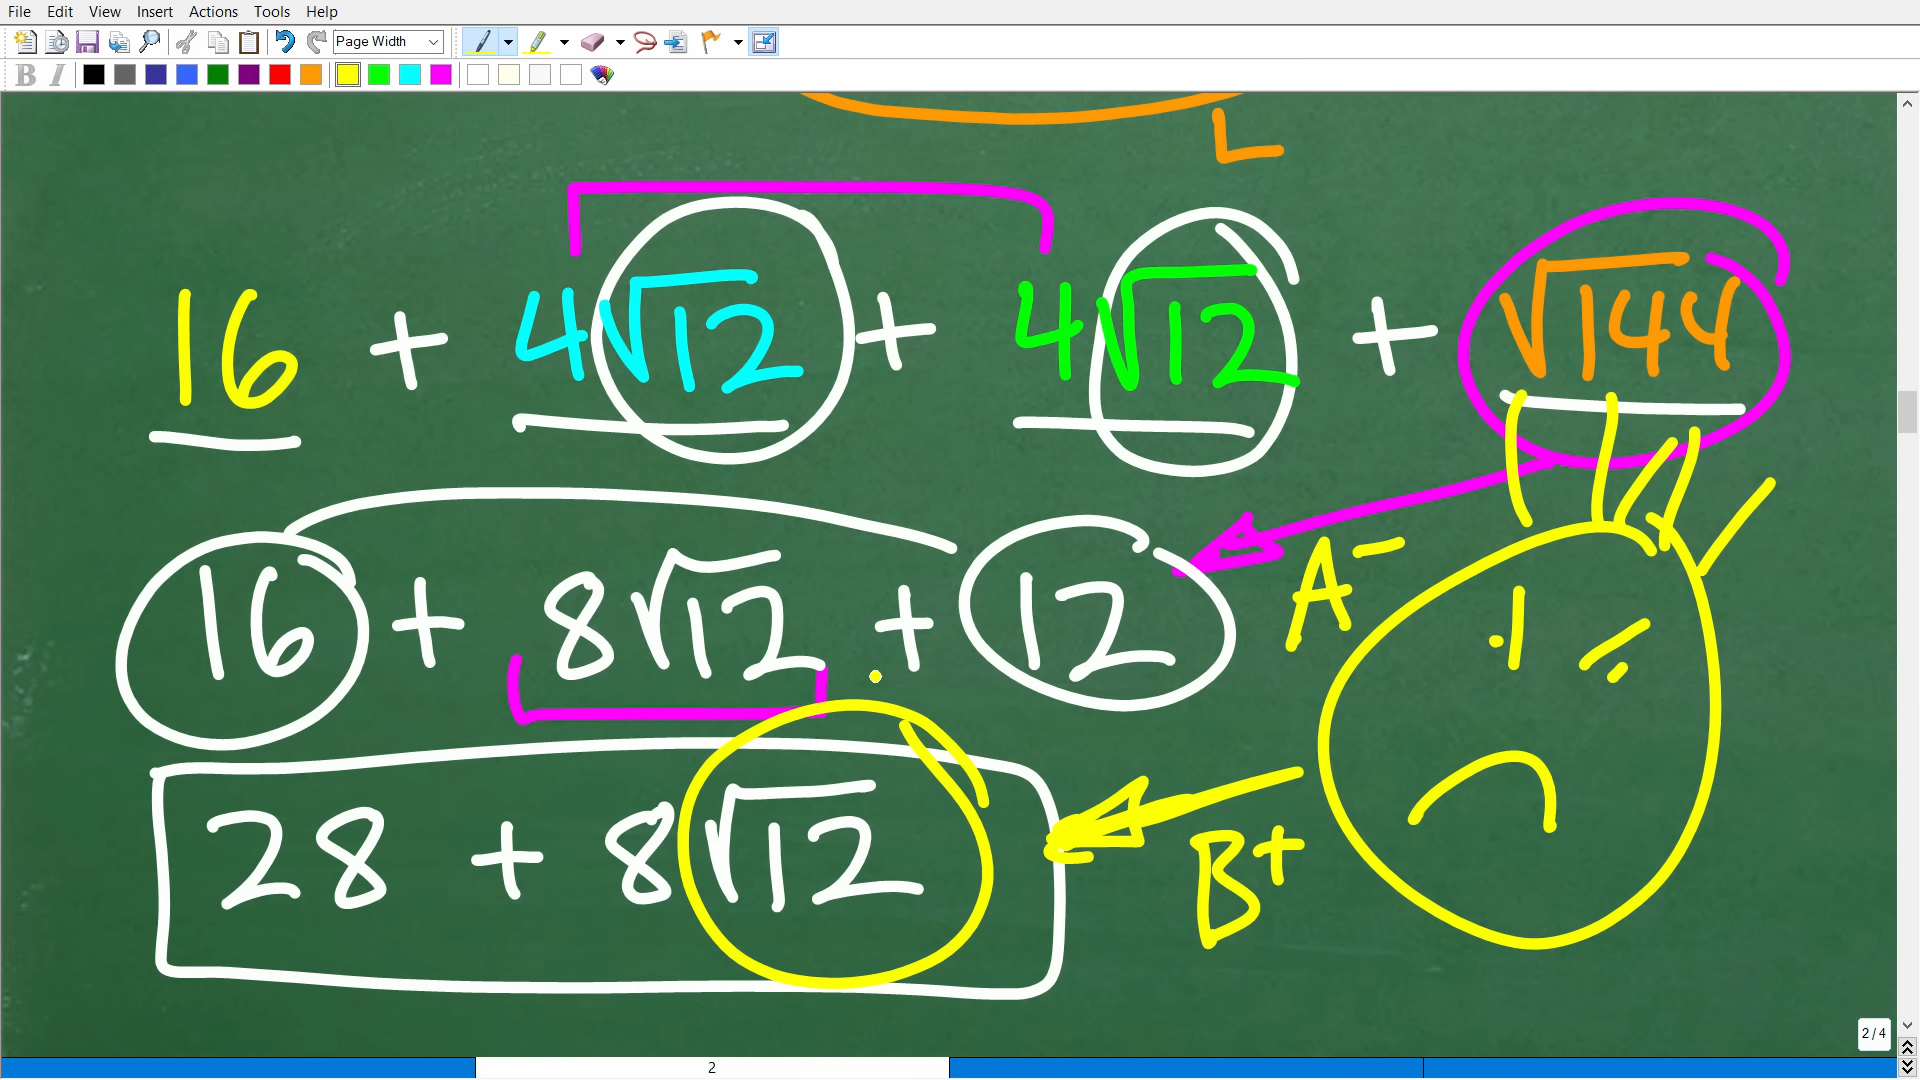 File Edit View Insert Actions Tools Help
Page Width
B I
L
16 + 4√12 + 4√12 + √144
16 + 8√12 + 12 A-
28 + 8√12 B+
2 / 4
2